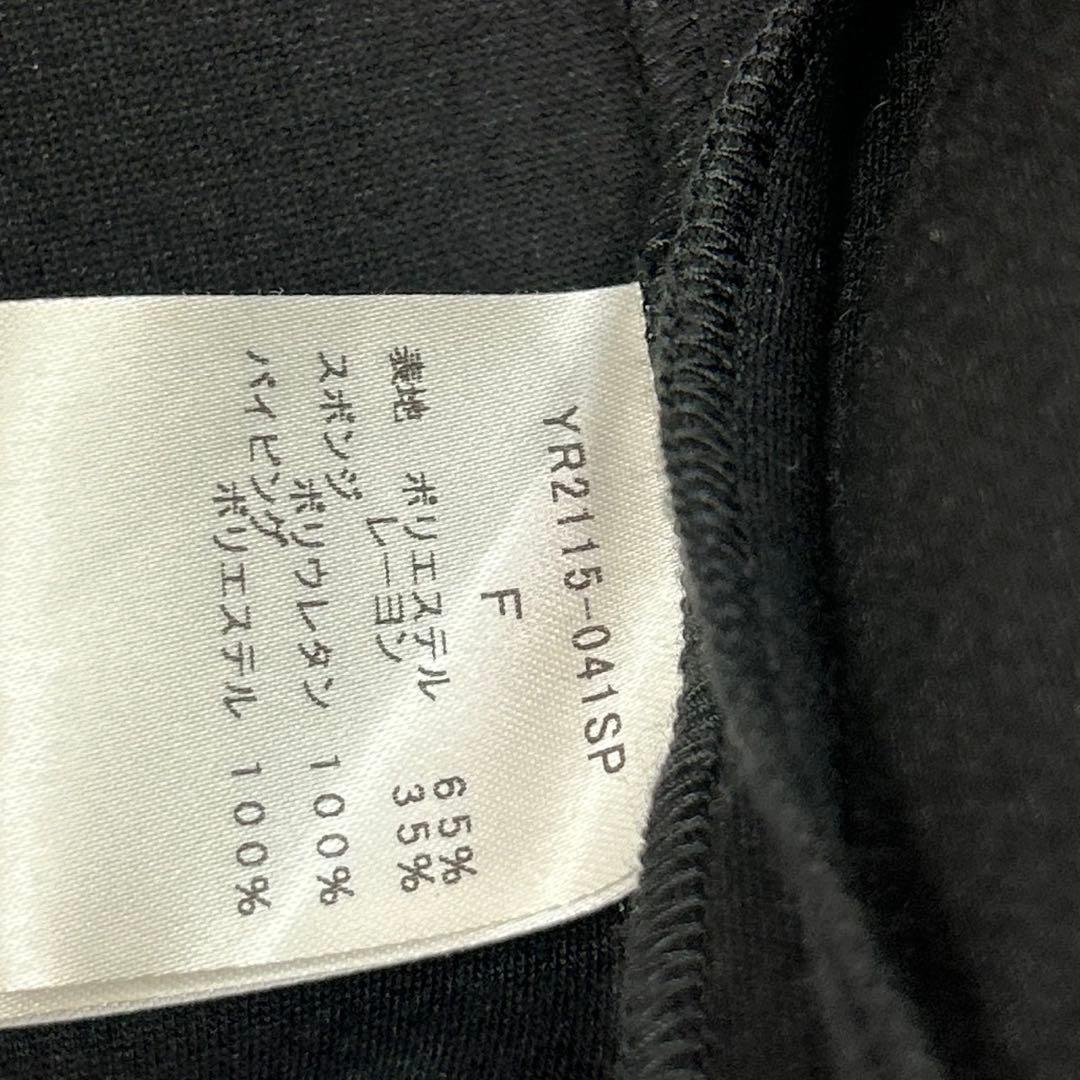 YR2115-041SP
F
表地 ポリエステル 65%
レーヨン 35%
スポンジ
ポリウレタン 100%
パイピング
ポリエステル 100%